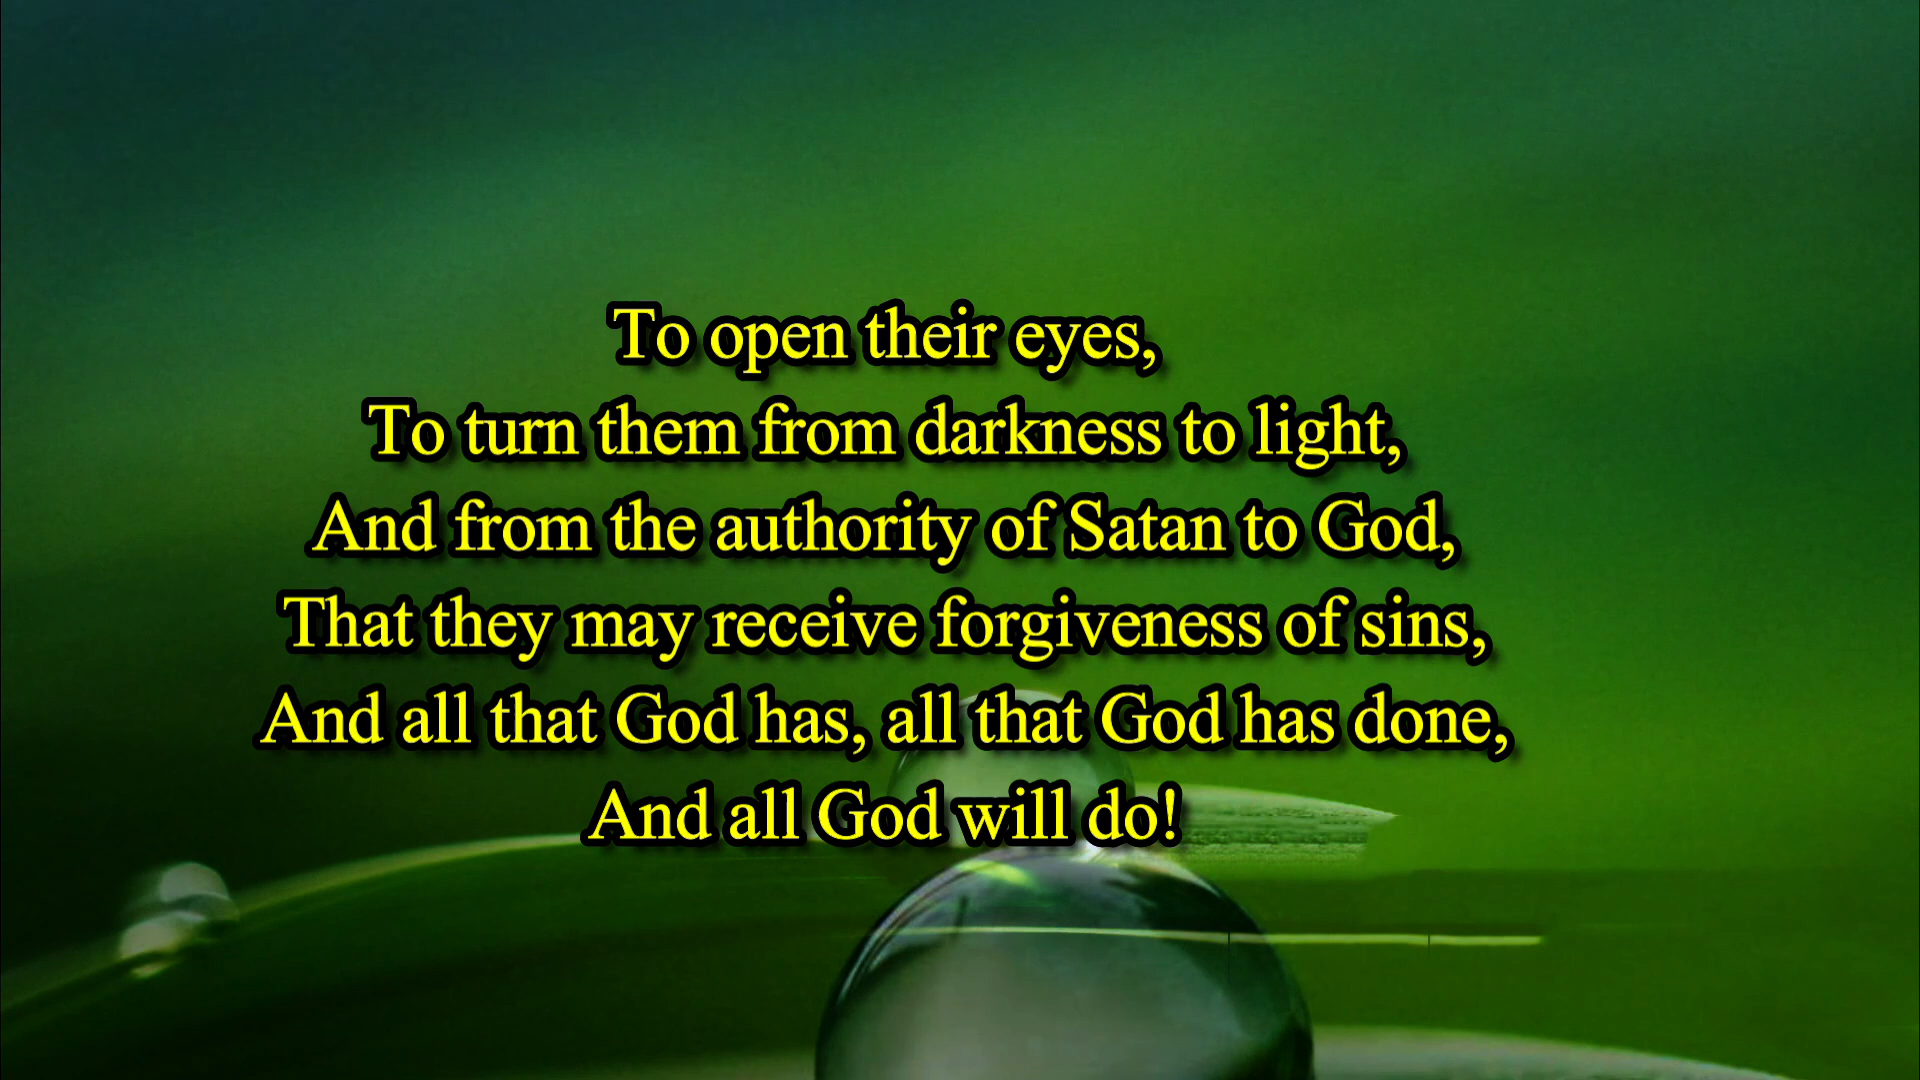 To open their eyes,
To turn them from darkness to light,
And from the authority of Satan to God,
That they may receive forgiveness of sins,
And all that God has, all that God has done,
And all God will do!